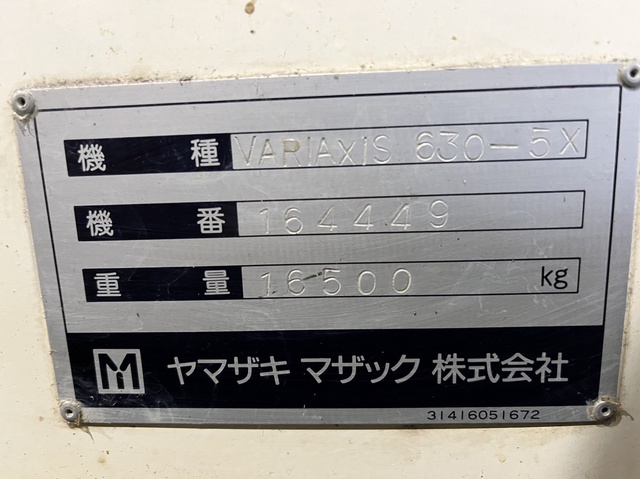 機種 VARIAXIS 630-5X
機番 164449
重量 16500 kg
M ヤマザキ マザック 株式会社
31416051672